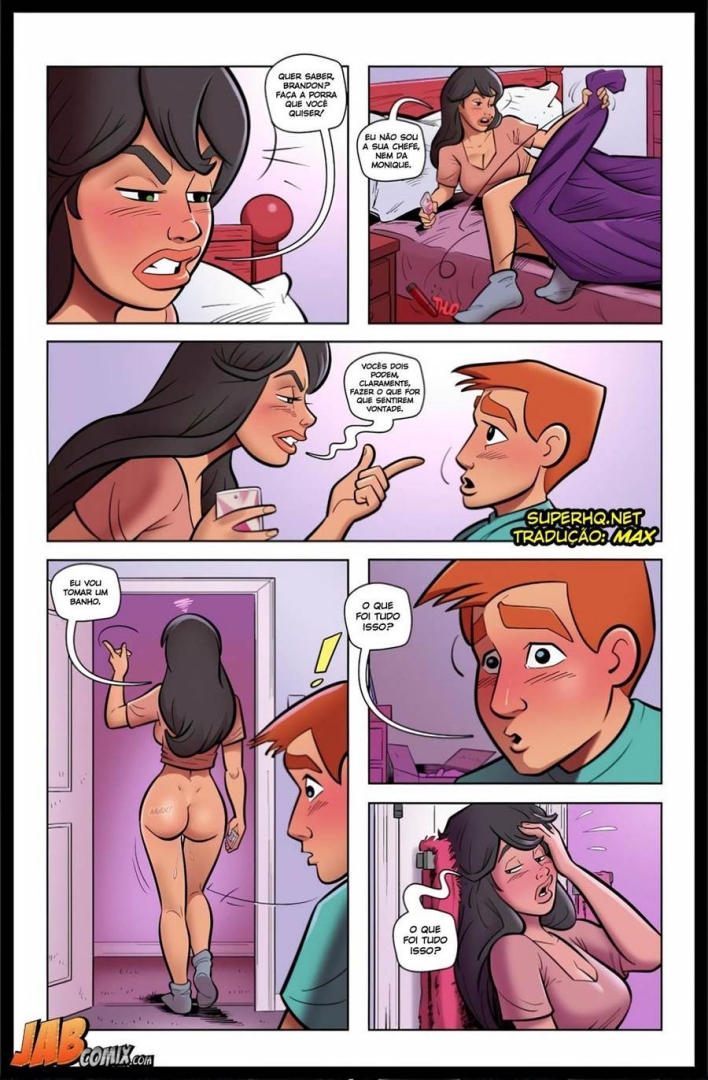 QUER SABER,
BRANDON?
FAÇA A PORRA
QUE VOCÊ
QUISER!
EU NÃO SOU
A SUA CHEFE,
NEM DA
MONIQUE.
THUD
VOCÊS DOIS
PODEM,
CLARAMENTE,
FAZER O QUE FOR
QUE SENTIREM
VONTADE.
SUPERHQ.NET
TRADUÇÃO: MAX
EU VOU
TOMAR UM
BANHO.
!
O QUE
FOI TUDO
ISSO?
O QUE
FOI TUDO
ISSO?
JABCOMIX.com